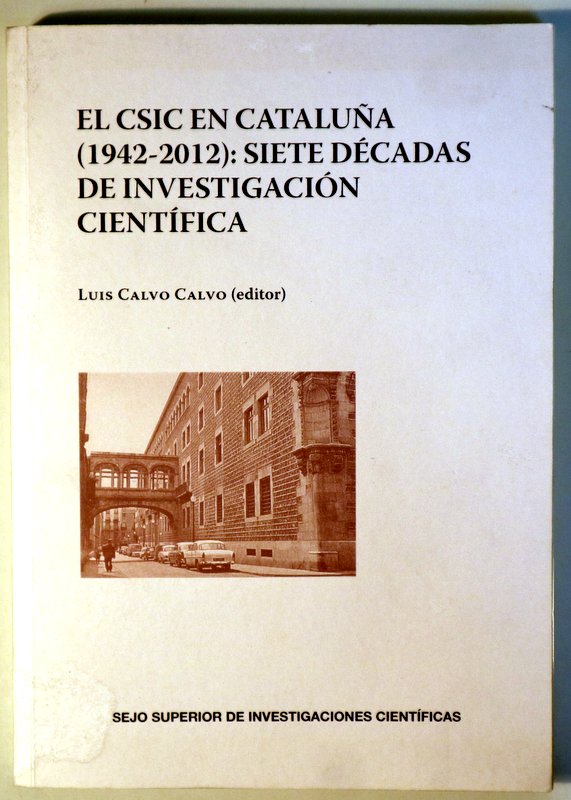 EL CSIC EN CATALUÑA
(1942-2012): SIETE DÉCADAS
DE INVESTIGACIÓN
CIENTÍFICA
LUIS CALVO CALVO (editor)
SEJO SUPERIOR DE INVESTIGACIONES CIENTÍFICAS